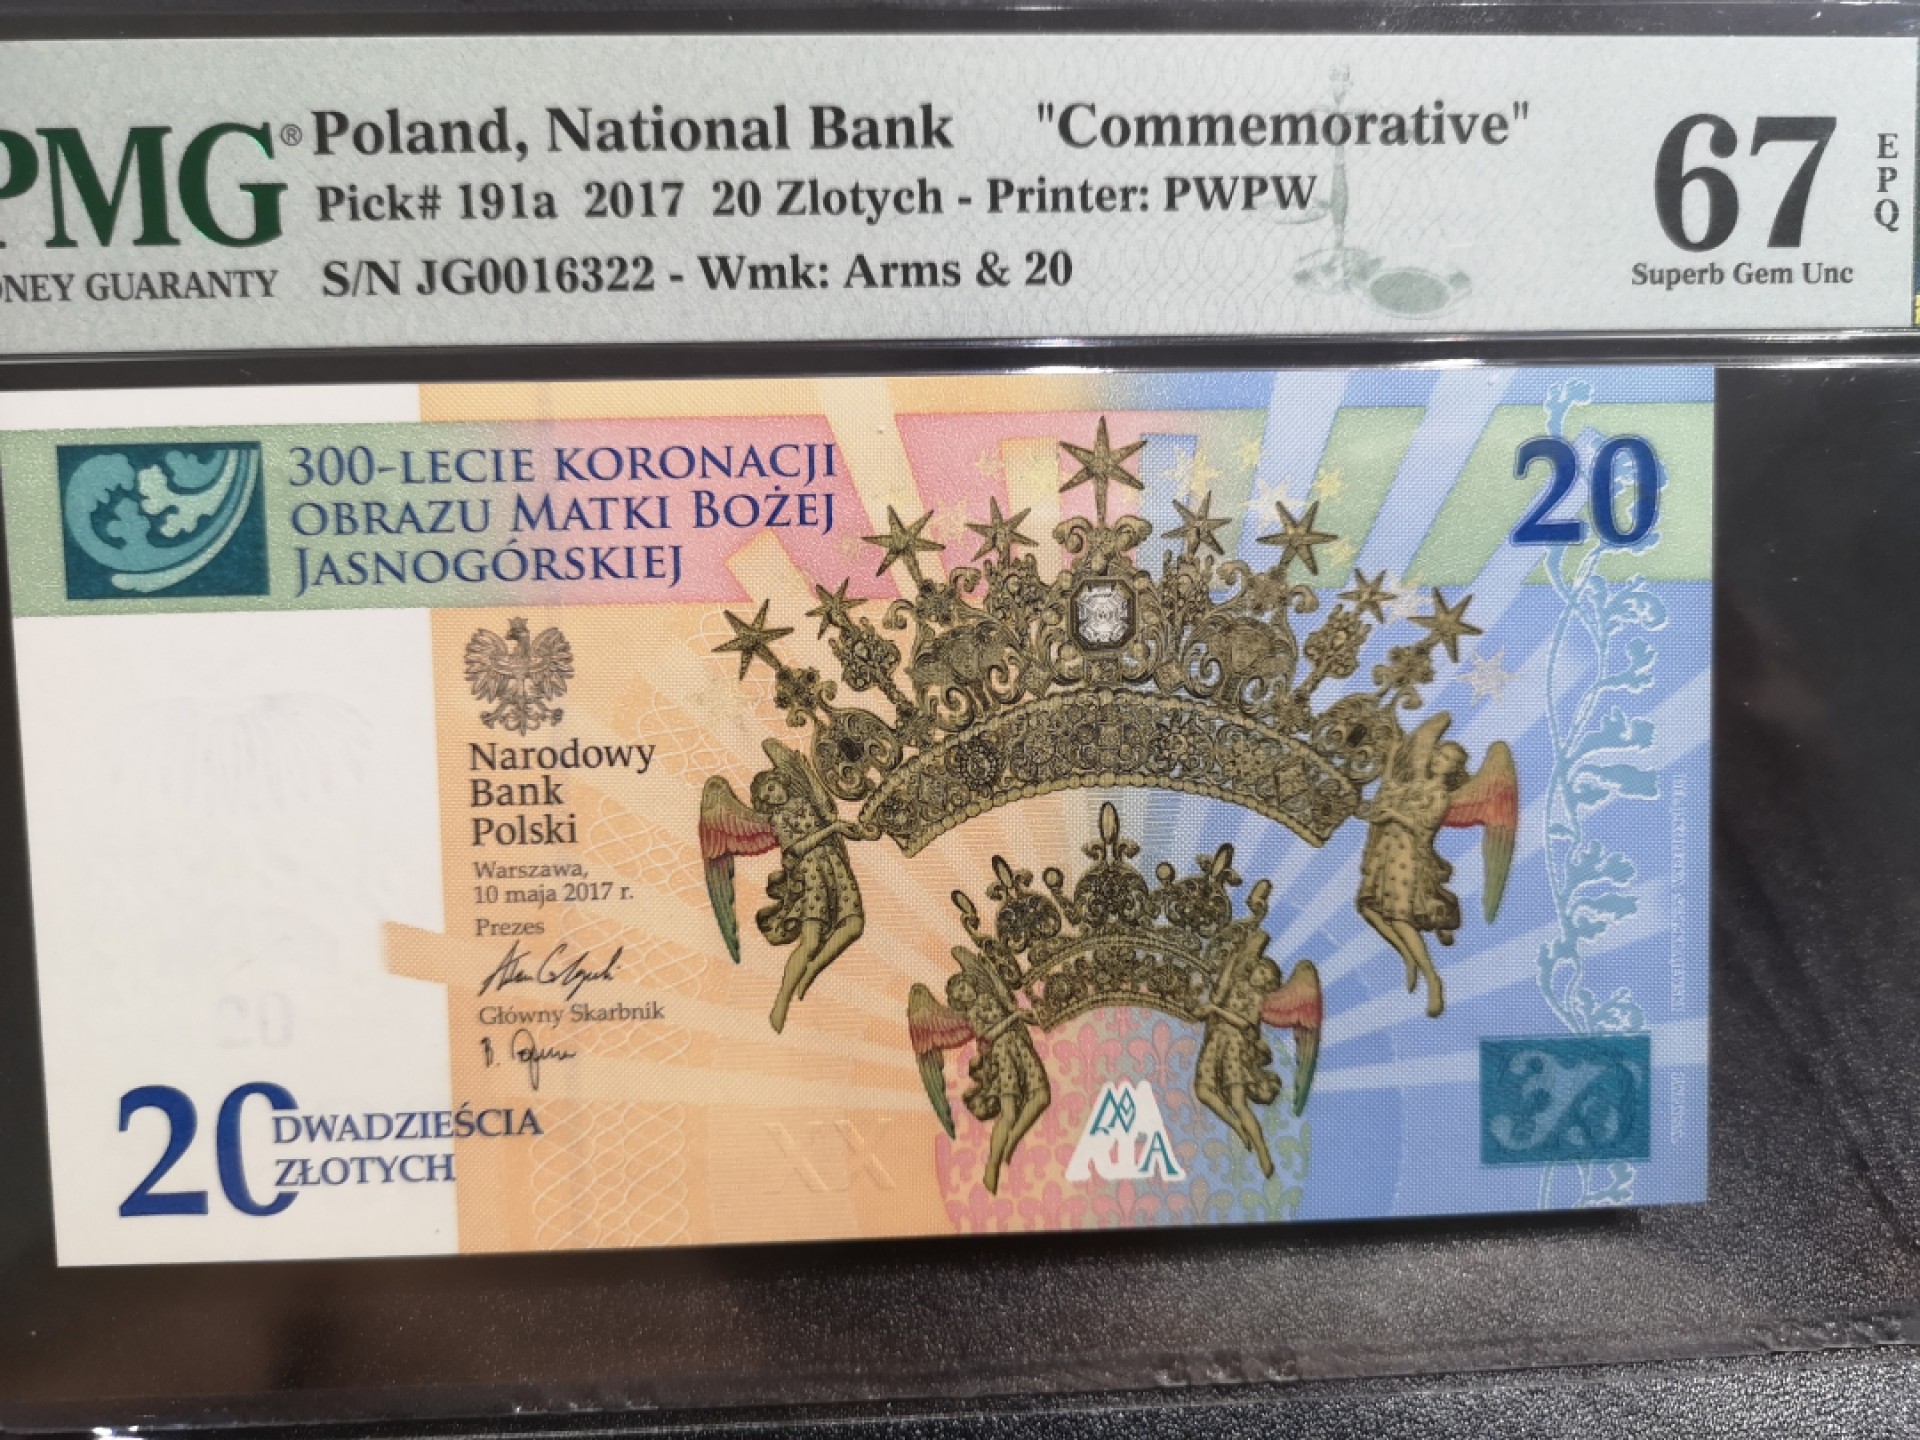 PMG® Poland, National Bank "Commemorative" 67 EPQ
Pick# 191a 2017 20 Zlotych - Printer: PWPW
GUARANTY S/N JG0016322 - Wmk: Arms & 20 Superb Gem Unc
300-LECIE KORONACJI
OBRAZU MATKI BOŻEJ
JASNOGÓRSKIEJ
20
Narodowy
Bank
Polski
Warszawa,
10 maja 2017 r.
Prezes
Główny Skarbnik
20 DWADZIEŚCIA
ZŁOTYCH
XX